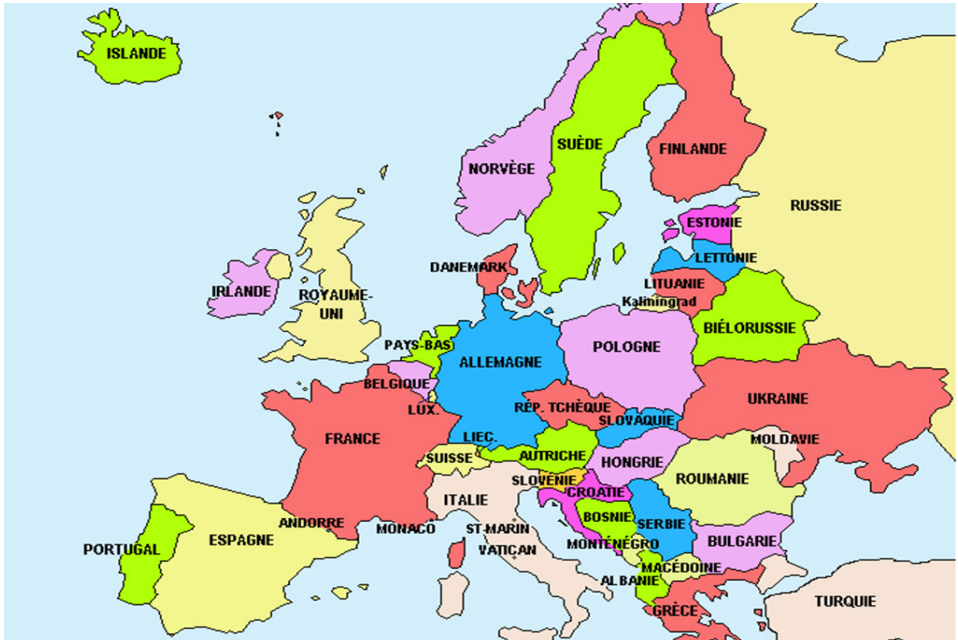 ISLANDE
SUÈDE
FINLANDE
NORVÈGE
RUSSIE
ESTONIE
LETTONIE
DANEMARK
LITUANIE
IRLANDE
ROYAUME-
UNI
Kaliningrad
BIÉLORUSSIE
PAYS-BAS
POLOGNE
ALLEMAGNE
BELGIQUE
UKRAINE
LUX.
RÉP. TCHÈQUE
SLOVAQUIE
FRANCE
LIEC.
MOLDAVIE
SUISSE
AUTRICHE
HONGRIE
ROUMANIE
SLOVÉNIE
CROATIE
ITALIE
BOSNIE
ANDORRE
MONACO
ST-MARIN
SERBIE
ESPAGNE
BULGARIE
MONTÉNÉGRO
PORTUGAL
VATICAN
MACÉDOINE
ALBANIE
TURQUIE
GRÈCE